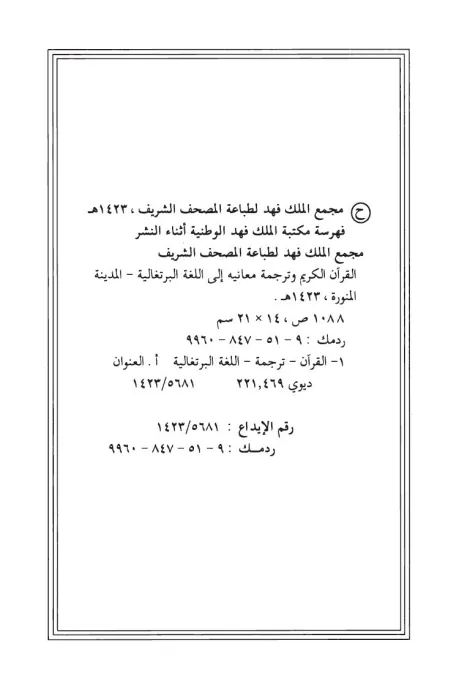 ح مجمع الملك فهد لطباعة المصحف الشريف ، ١٤٢٣هـ
فهرسة مكتبة الملك فهد الوطنية أثناء النشر
مجمع الملك فهد لطباعة المصحف الشريف
القرآن الكريم وترجمة معانيه إلى اللغة البرتغالية - المدينة
المنورة ، ١٤٢٣هـ .
١٠٨٨ ص ، ١٤ × ٢١ سم
ردمك : ٩ - ٥١ - ٨٤٧ - ٩٩٦٠
١- القرآن - ترجمة - اللغة البرتغالية أ . العنوان
ديوي ٢٢١,٤٦٩ ١٤٢٣/٥٦٨١
رقم الإيداع : ١٤٢٣/٥٦٨١
ردمــك : ٩ - ٥١ - ٨٤٧ - ٩٩٦٠